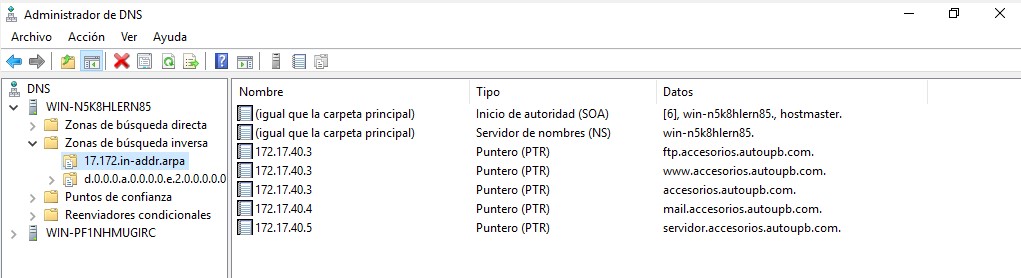 Administrador de DNS
Archivo Acción Ver Ayuda
DNS
WIN-N5K8HLERN85
Zonas de búsqueda directa
Zonas de búsqueda inversa
17.172.in-addr.arpa
d.0.0.0.a.0.0.0.0.e.2.0.0.0.0.0
Puntos de confianza
Reenviadores condicionales
WIN-PF1NHMUGIRC
Nombre Tipo Datos
(igual que la carpeta principal) Inicio de autoridad (SOA) [6], win-n5k8hlern85., hostmaster.
(igual que la carpeta principal) Servidor de nombres (NS) win-n5k8hlern85.
172.17.40.3 Puntero (PTR) ftp.accesorios.autoupb.com.
172.17.40.3 Puntero (PTR) www.accesorios.autoupb.com.
172.17.40.3 Puntero (PTR) accesorios.autoupb.com.
172.17.40.4 Puntero (PTR) mail.accesorios.autoupb.com.
172.17.40.5 Puntero (PTR) servidor.accesorios.autoupb.com.